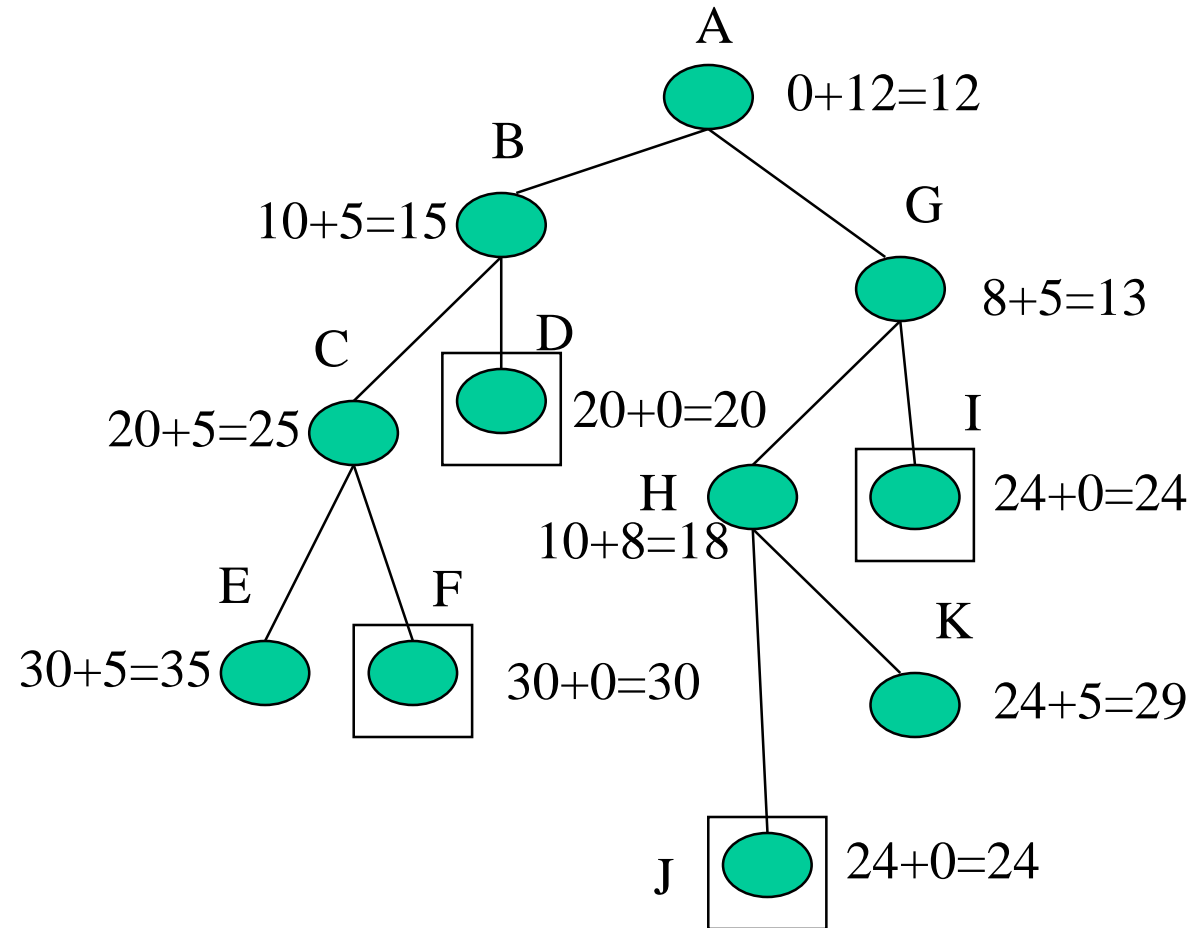 A
0+12=12
B
10+5=15
G
8+5=13
C
D
20+5=25
20+0=20
I
H
24+0=24
10+8=18
E
F
K
30+5=35
30+0=30
24+5=29
J
24+0=24